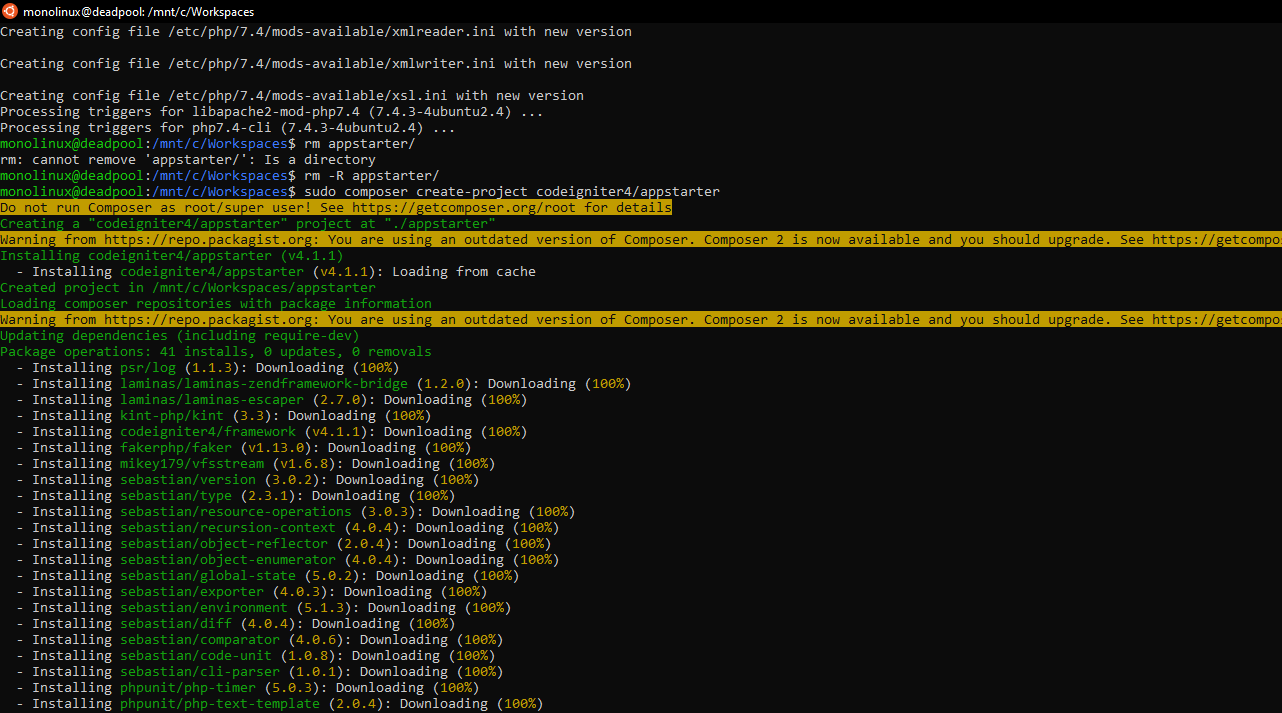 monolinux@deadpool: /mnt/c/Workspaces
Creating config file /etc/php/7.4/mods-available/xmlreader.ini with new version
Creating config file /etc/php/7.4/mods-available/xmlwriter.ini with new version
Creating config file /etc/php/7.4/mods-available/xsl.ini with new version
Processing triggers for libapache2-mod-php7.4 (7.4.3-4ubuntu2.4) ...
Processing triggers for php7.4-cli (7.4.3-4ubuntu2.4) ...
monolinux@deadpool:/mnt/c/Workspaces$ rm appstarter/
rm: cannot remove 'appstarter/': Is a directory
monolinux@deadpool:/mnt/c/Workspaces$ rm -R appstarter/
monolinux@deadpool:/mnt/c/Workspaces$ sudo composer create-project codeigniter4/appstarter
Do not run Composer as root/super user! See https://getcomposer.org/root for details
Creating a "codeigniter4/appstarter" project at "./appstarter"
Warning from https://repo.packagist.org: You are using an outdated version of Composer. Composer 2 is now available and you should upgrade. See https://getcompo
Installing codeigniter4/appstarter (v4.1.1)
  - Installing codeigniter4/appstarter (v4.1.1): Loading from cache
Created project in /mnt/c/Workspaces/appstarter
Loading composer repositories with package information
Warning from https://repo.packagist.org: You are using an outdated version of Composer. Composer 2 is now available and you should upgrade. See https://getcompo
Updating dependencies (including require-dev)
Package operations: 41 installs, 0 updates, 0 removals
  - Installing psr/log (1.1.3): Downloading (100%)
  - Installing laminas/laminas-zendframework-bridge (1.2.0): Downloading (100%)
  - Installing laminas/laminas-escaper (2.7.0): Downloading (100%)
  - Installing kint-php/kint (3.3): Downloading (100%)
  - Installing codeigniter4/framework (v4.1.1): Downloading (100%)
  - Installing fakerphp/faker (v1.13.0): Downloading (100%)
  - Installing mikey179/vfsstream (v1.6.8): Downloading (100%)
  - Installing sebastian/version (3.0.2): Downloading (100%)
  - Installing sebastian/type (2.3.1): Downloading (100%)
  - Installing sebastian/resource-operations (3.0.3): Downloading (100%)
  - Installing sebastian/recursion-context (4.0.4): Downloading (100%)
  - Installing sebastian/object-reflector (2.0.4): Downloading (100%)
  - Installing sebastian/object-enumerator (4.0.4): Downloading (100%)
  - Installing sebastian/global-state (5.0.2): Downloading (100%)
  - Installing sebastian/exporter (4.0.3): Downloading (100%)
  - Installing sebastian/environment (5.1.3): Downloading (100%)
  - Installing sebastian/diff (4.0.4): Downloading (100%)
  - Installing sebastian/comparator (4.0.6): Downloading (100%)
  - Installing sebastian/code-unit (1.0.8): Downloading (100%)
  - Installing sebastian/cli-parser (1.0.1): Downloading (100%)
  - Installing phpunit/php-timer (5.0.3): Downloading (100%)
  - Installing phpunit/php-text-template (2.0.4): Downloading (100%)